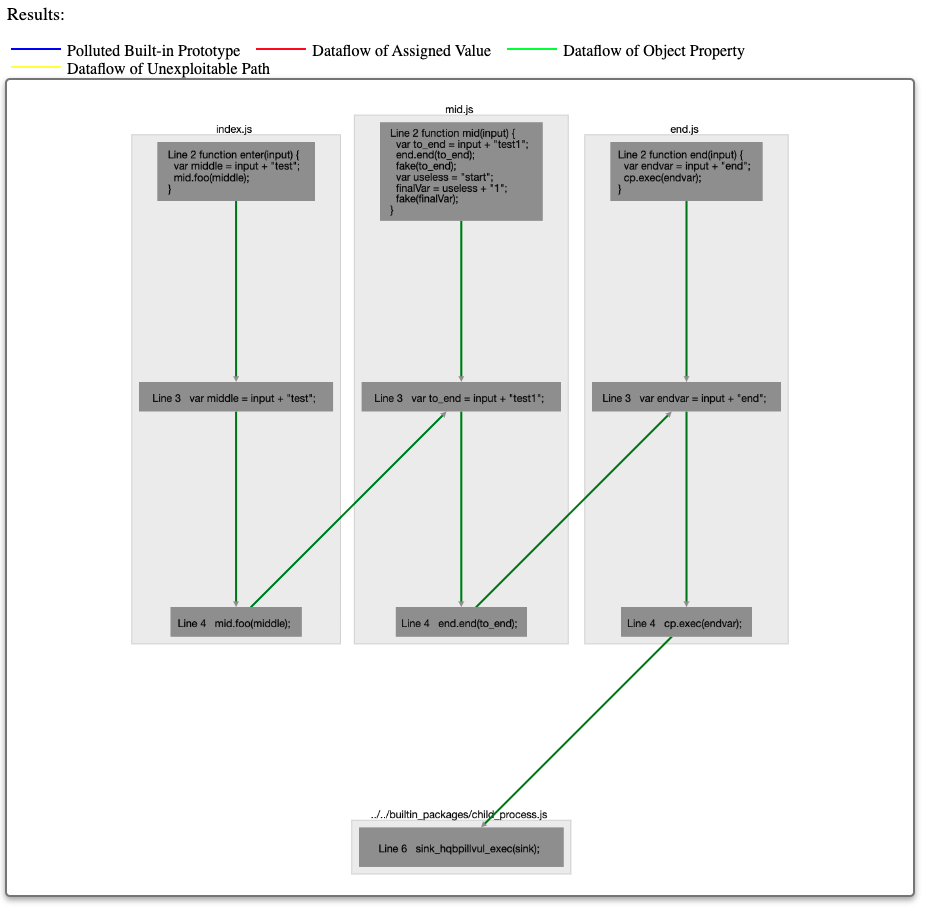 Results:
Polluted Built-in Prototype Dataflow of Assigned Value Dataflow of Object Property
Dataflow of Unexploitable Path
index.js
Line 2 function enter(input) {
var middle = input + "test";
mid.foo(middle);
}
Line 3 var middle = input + "test";
Line 4 mid.foo(middle);
mid.js
Line 2 function mid(input) {
var to_end = input + "test1";
end.end(to_end);
fake(to_end);
var useless = "start";
finalVar = useless + "1";
fake(finalVar);
}
Line 3 var to_end = input + "test1";
Line 4 end.end(to_end);
end.js
Line 2 function end(input) {
var endvar = input + "end";
cp.exec(endvar);
}
Line 3 var endvar = input + "end";
Line 4 cp.exec(endvar);
../../builtin_packages/child_process.js
Line 6 sink_hqbpillvul_exec(sink);